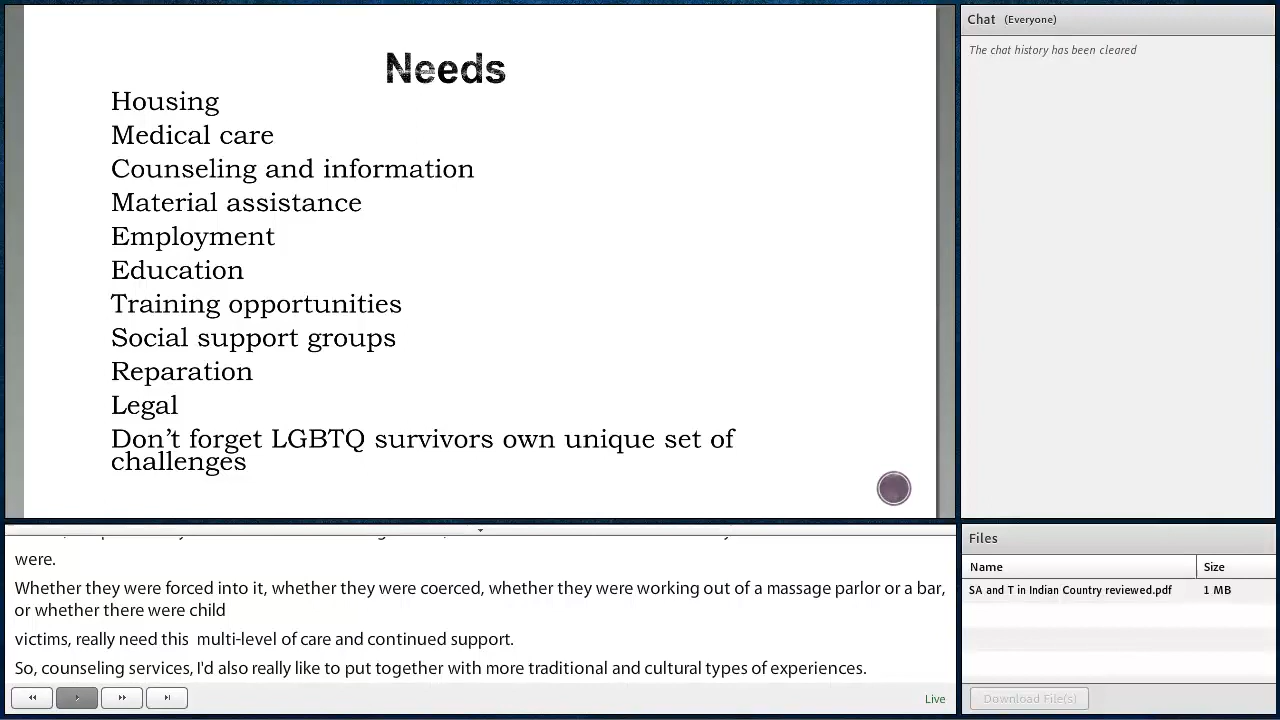 Needs
Housing
Medical care
Counseling and information
Material assistance
Employment
Education
Training opportunities
Social support groups
Reparation
Legal
Don’t forget LGBTQ survivors own unique set of
challenges
were.
Whether they were forced into it, whether they were coerced, whether they were working out of a massage parlor or a bar,
or whether there were child
victims, really need this  multi-level of care and continued support.
So, counseling services, I'd also really like to put together with more traditional and cultural types of experiences.
Live
Chat (Everyone)
The chat history has been cleared
Files
Name Size
SA and T in Indian Country reviewed.pdf 1 MB
Download File(s)